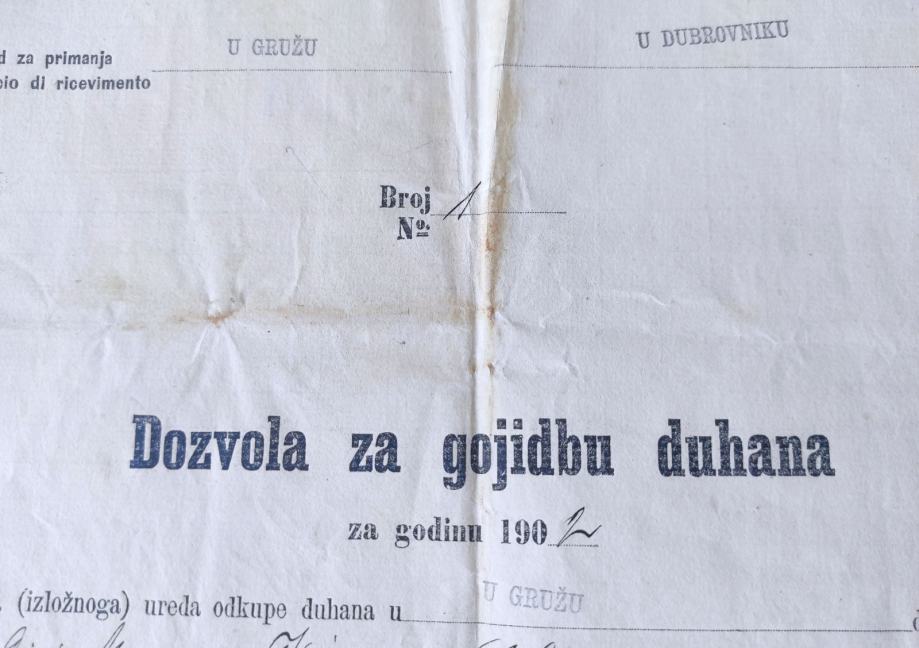 U GRUŽU
U DUBROVNIKU
za primanja
di ricevimento
Broj 1
No.
Dozvola za gojidbu duhana
za godinu 1902
(izložnoga) ureda odkupe duhana u U GRUŽU